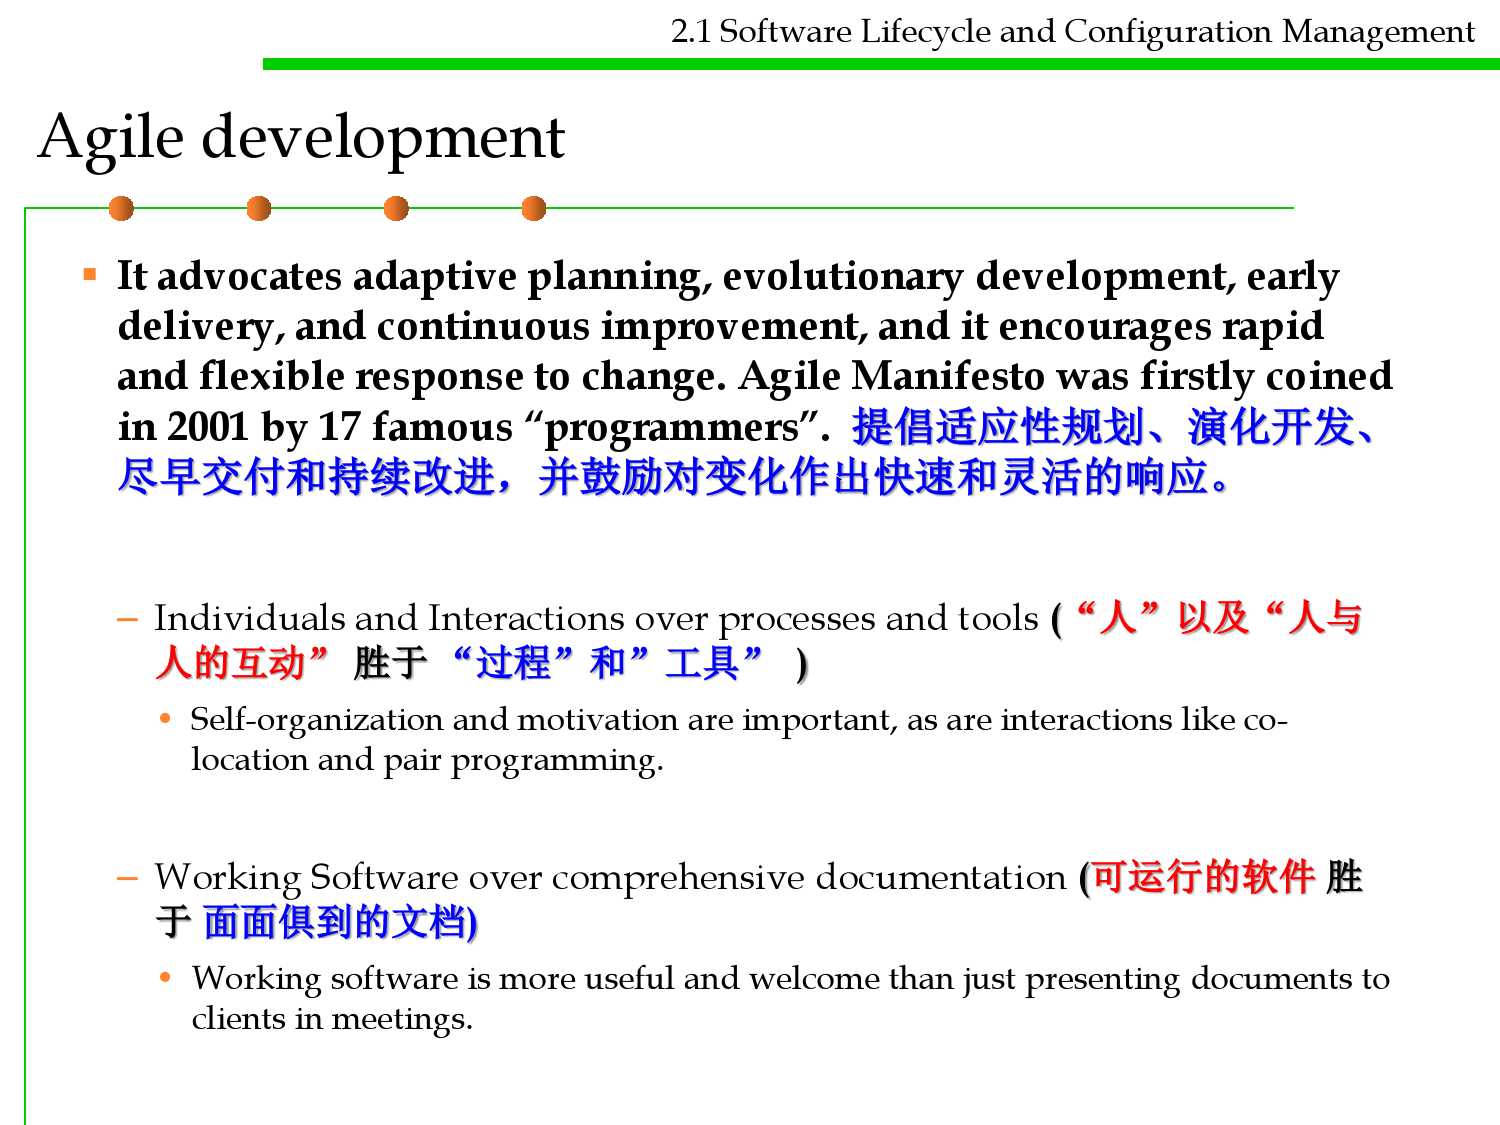 2.1 Software Lifecycle and Configuration Management
Agile development
▪ It advocates adaptive planning, evolutionary development, early
delivery, and continuous improvement, and it encourages rapid
and flexible response to change. Agile Manifesto was firstly coined
in 2001 by 17 famous “programmers”. 提倡适应性规划、演化开发、
尽早交付和持续改进，并鼓励对变化作出快速和灵活的响应。
– Individuals and Interactions over processes and tools (“人”以及“人与
人的互动” 胜于 “过程”和”工具” )
• Self-organization and motivation are important, as are interactions like co-
location and pair programming.
– Working Software over comprehensive documentation (可运行的软件 胜
于 面面俱到的文档)
• Working software is more useful and welcome than just presenting documents to
clients in meetings.